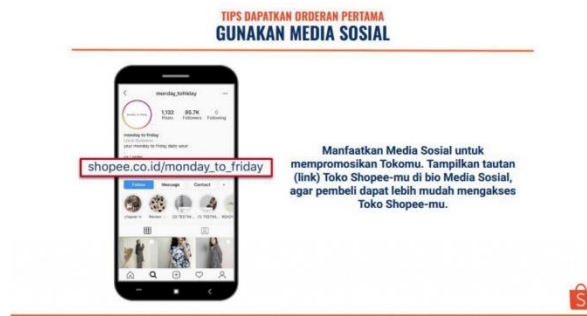 TIPS DAPATKAN ORDERAN PERTAMA
GUNAKAN MEDIA SOSIAL
monday_tofriday
1,132 85.7K 0
Posts Followers Following
monday to friday
your monday to friday daily wear
shopee.co.id/monday_to_friday
Follow Message Contact
Manfaatkan Media Sosial untuk
mempromosikan Tokomu. Tampilkan tautan
(link) Toko Shopee-mu di bio Media Sosial,
agar pembeli dapat lebih mudah mengakses
Toko Shopee-mu.
S